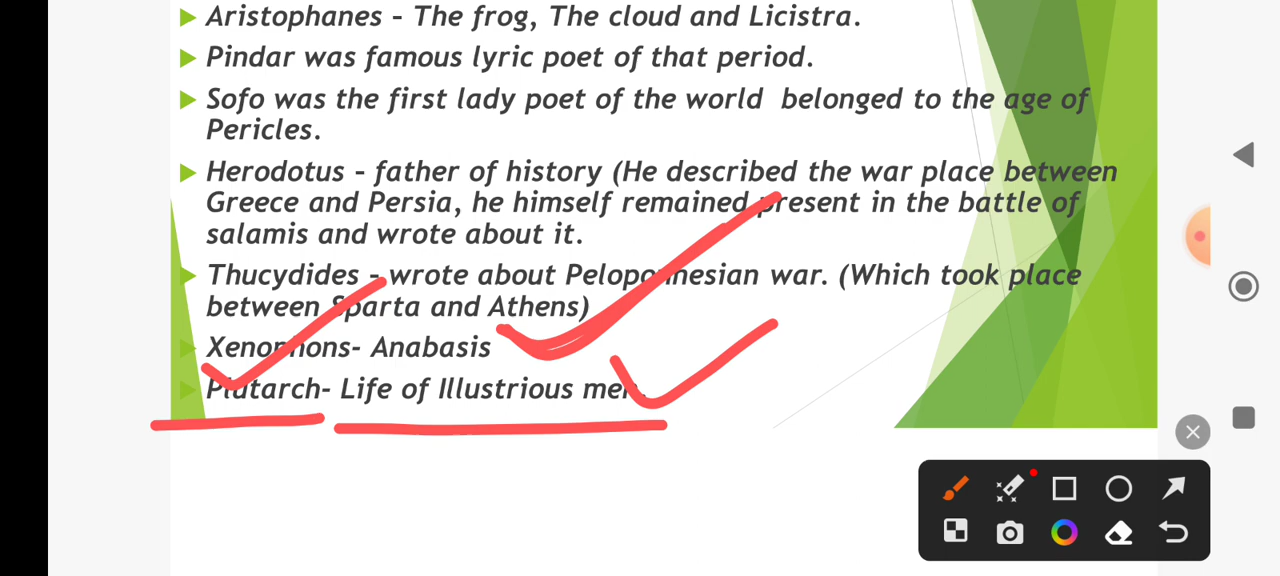 Aristophanes – The frog, The cloud and Licistra.
Pindar was famous lyric poet of that period.
Sofo was the first lady poet of the world belonged to the age of
Pericles.
Herodotus – father of history (He described the war place between
Greece and Persia, he himself remained present in the battle of
salamis and wrote about it.
Thucydides – wrote about Peloponnesian war. (Which took place
between Sparta and Athens)
Xenophons- Anabasis
Plutarch- Life of Illustrious men.